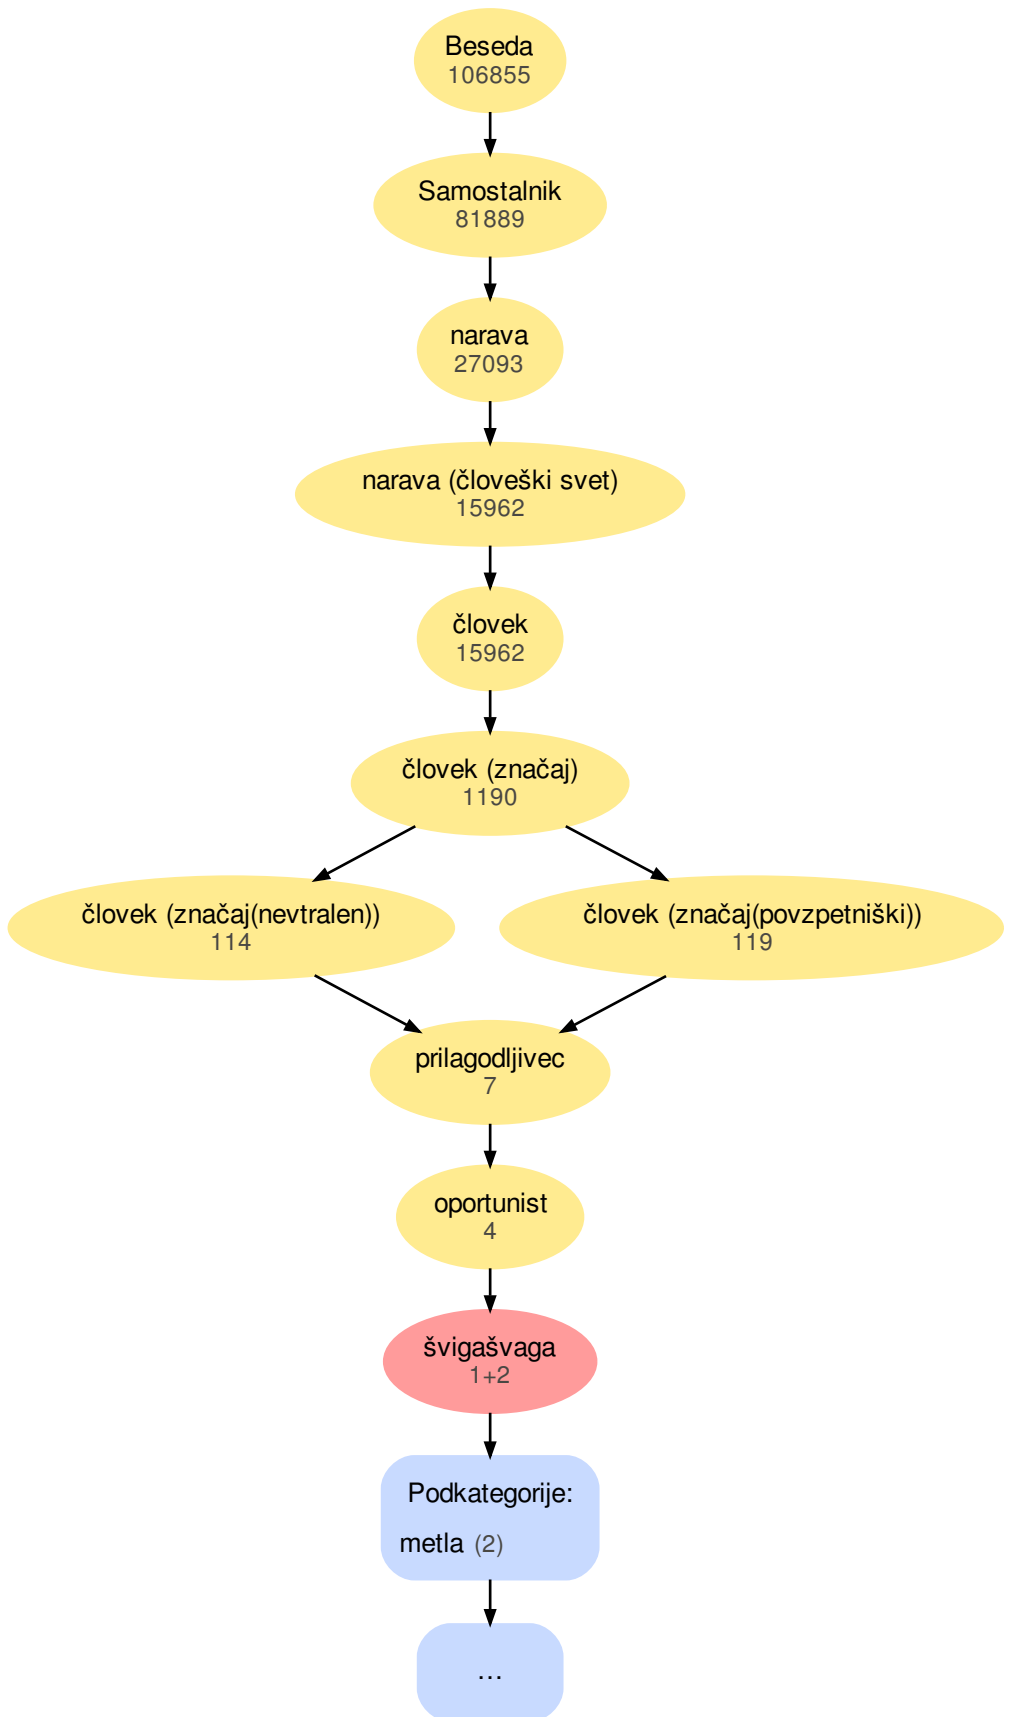 Beseda
106855
Samostalnik
81889
narava
27093
narava (človeški svet)
15962
človek
15962
človek (značaj)
1190
človek (značaj(nevtralen))
114
človek (značaj(povzpetniški))
119
prilagodljivec
7
oportunist
4
švigašvaga
1+2
Podkategorije:
metla (2)
...